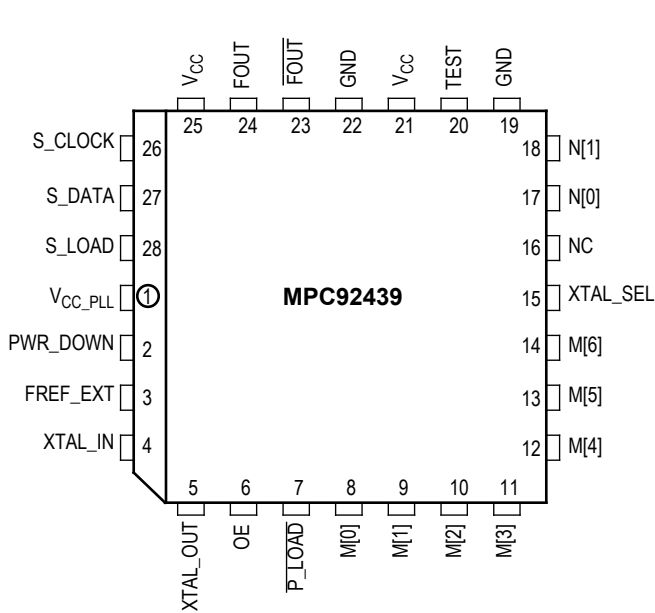 VCC
FOUT
FOUT
GND
VCC
TEST
GND
25
24
23
22
21
20
19
S_CLOCK
26
18
N[1]
S_DATA
27
17
N[0]
S_LOAD
28
16
NC
VCC_PLL
1
MPC92439
15
XTAL_SEL
PWR_DOWN
2
14
M[6]
FREF_EXT
3
13
M[5]
XTAL_IN
4
12
M[4]
5
6
7
8
9
10
11
XTAL_OUT
OE
P_LOAD
M[0]
M[1]
M[2]
M[3]